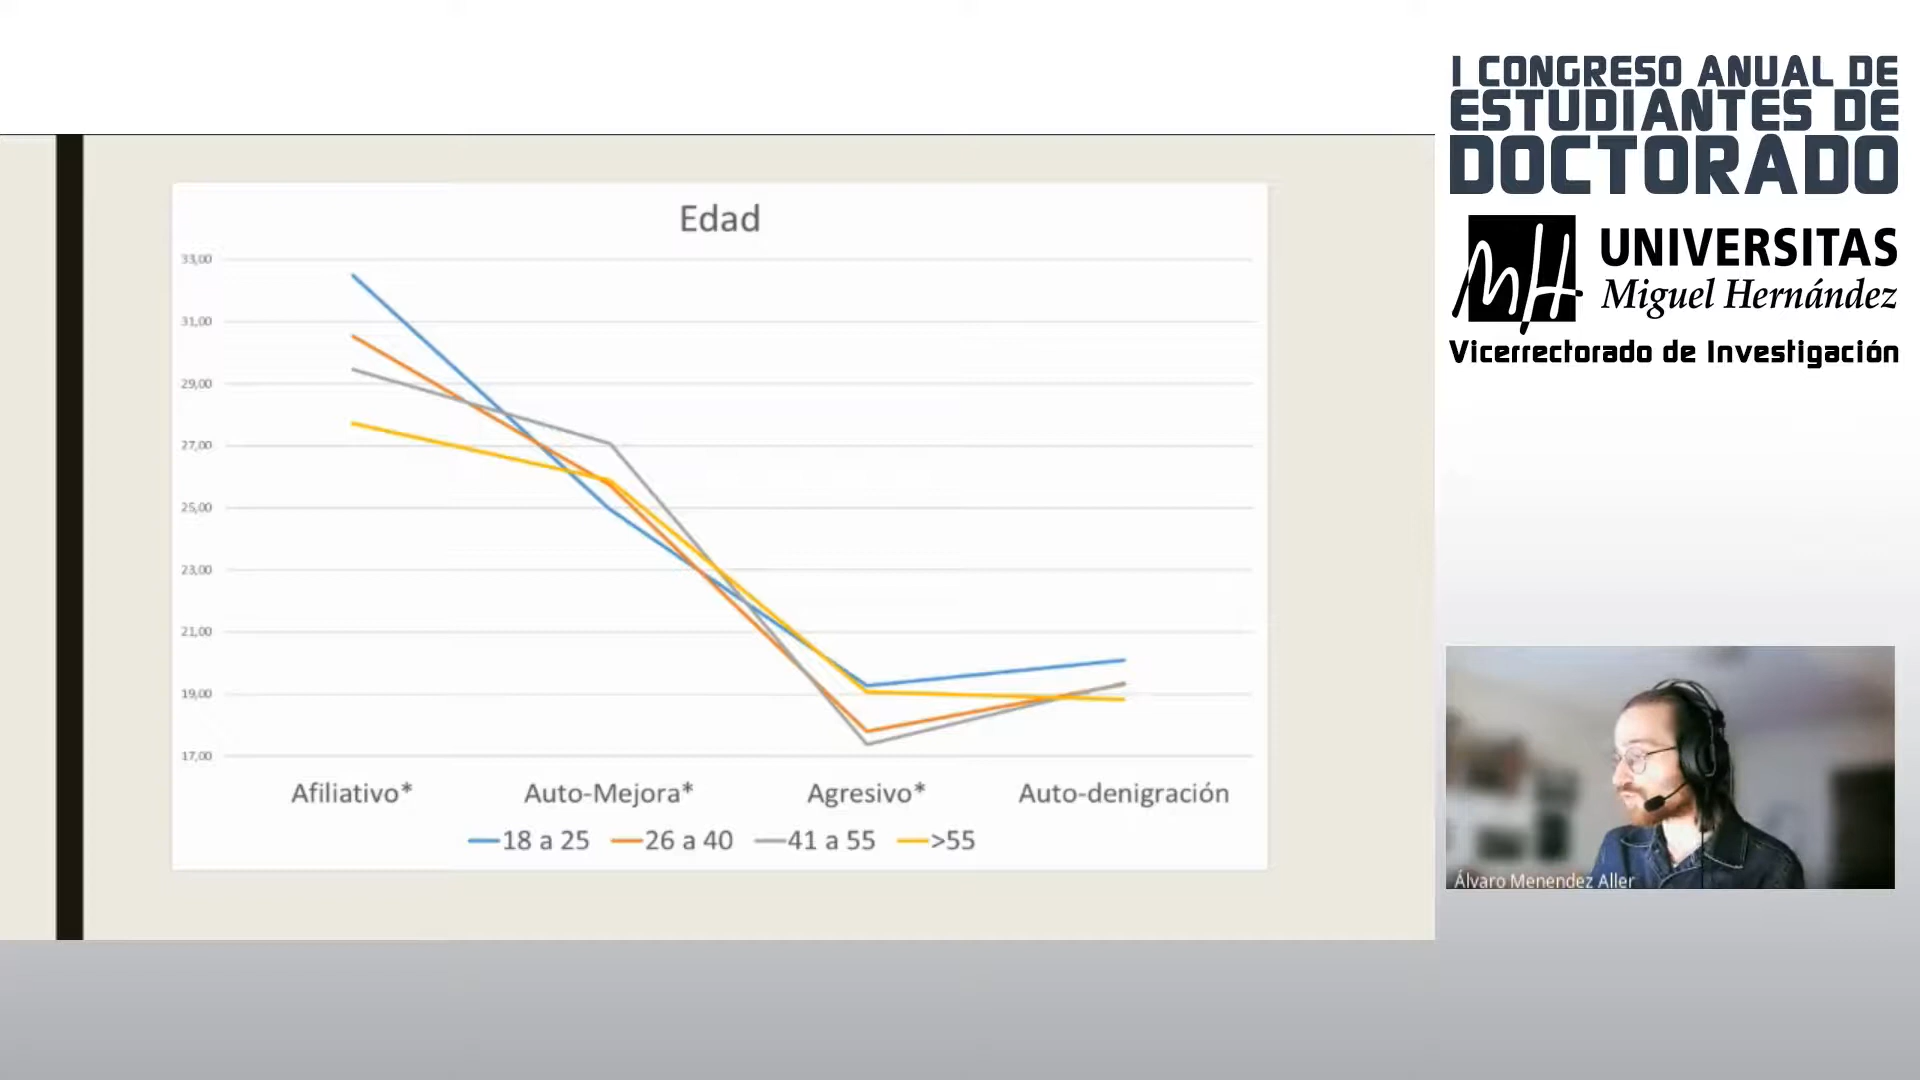 I CONGRESO ANUAL DE
ESTUDIANTES DE
DOCTORADO
MH
UNIVERSITAS
Miguel Hernández
Vicerrectorado de Investigación
Edad
33,00
31,00
29,00
27,00
25,00
23,00
21,00
19,00
17,00
Afiliativo* Auto-Mejora* Agresivo* Auto-denigración
18 a 25 26 a 40 41 a 55 >55
Álvaro Menendez Aller